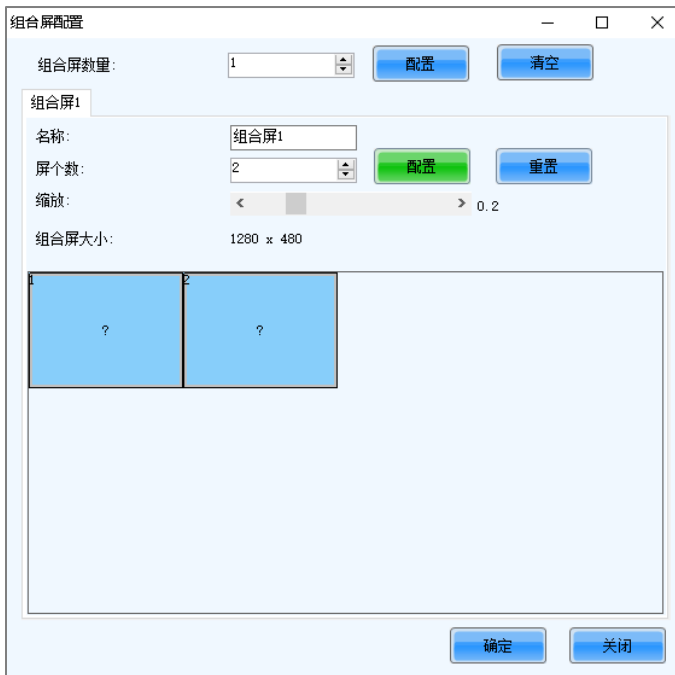 组合屏配置
组合屏数量: 1 配置 清空
组合屏1
名称: 组合屏1
屏个数: 2 配置 重置
缩放: 0.2
组合屏大小: 1280 x 480
1 2
? ?
确定 关闭